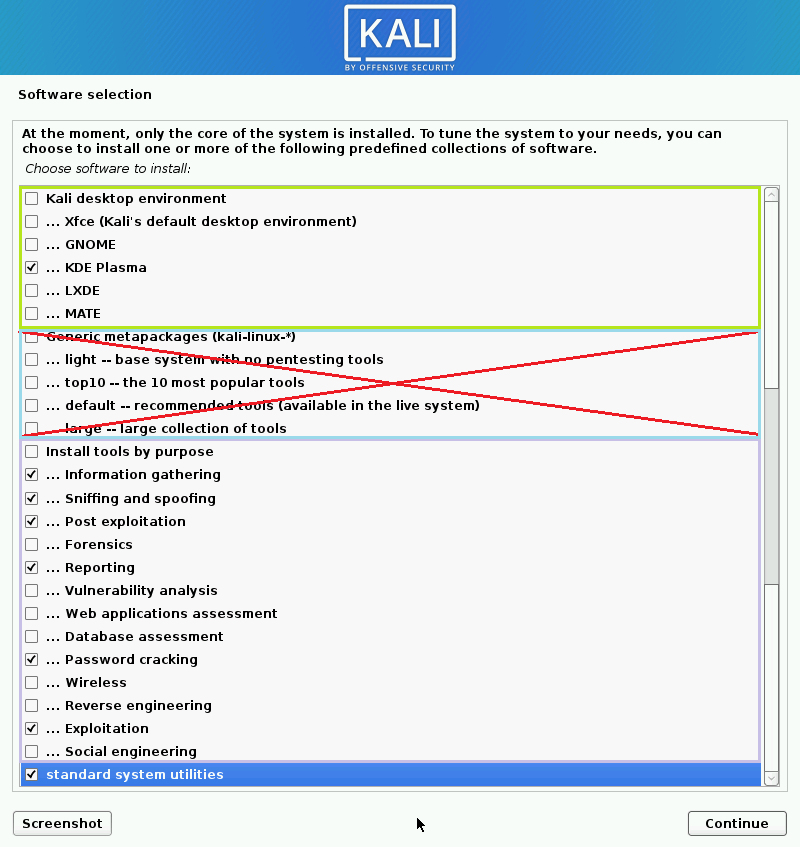 KALI
BY OFFENSIVE SECURITY
Software selection
At the moment, only the core of the system is installed. To tune the system to your needs, you can
choose to install one or more of the following predefined collections of software.
Choose software to install:
Kali desktop environment
... Xfce (Kali's default desktop environment)
... GNOME
... KDE Plasma
... LXDE
... MATE
Generic metapackages (kali-linux-*)
... light -- base system with no pentesting tools
... top10 -- the 10 most popular tools
... default -- recommended tools (available in the live system)
... large -- large collection of tools
Install tools by purpose
... Information gathering
... Sniffing and spoofing
... Post exploitation
... Forensics
... Reporting
... Vulnerability analysis
... Web applications assessment
... Database assessment
... Password cracking
... Wireless
... Reverse engineering
... Exploitation
... Social engineering
standard system utilities
Screenshot
Continue